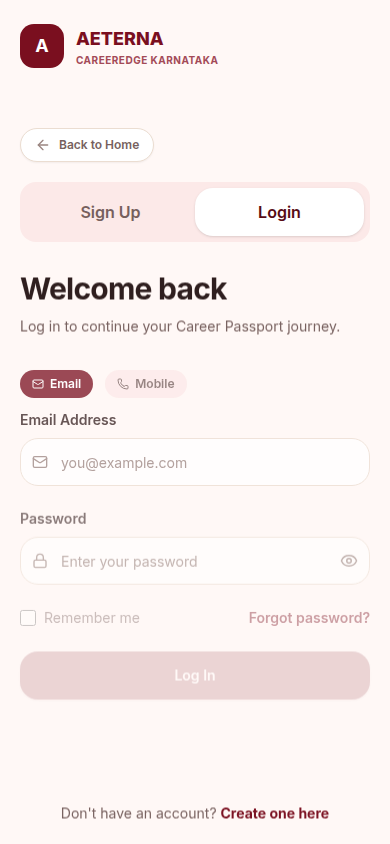 A
AETERNA
CAREEREDGE KARNATAKA
Back to Home
Sign Up
Login
Welcome back
Log in to continue your Career Passport journey.
Email
Mobile
Email Address
you@example.com
Password
Enter your password
Remember me
Forgot password?
Log In
Don't have an account? Create one here